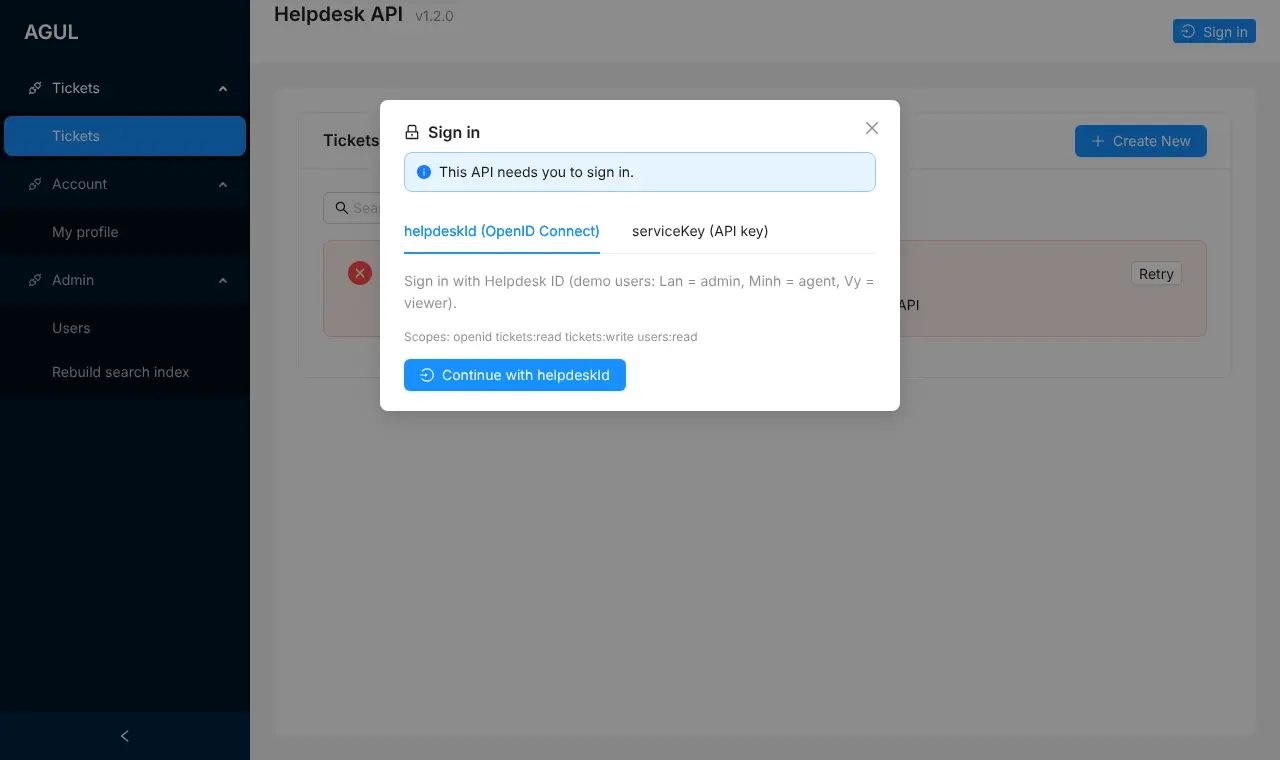 AGUL
Helpdesk API v1.2.0
Sign in
Tickets
Tickets
Account
My profile
Admin
Users
Rebuild search index
Tickets
Create New
Retry
API
Sign in
This API needs you to sign in.
helpdeskId (OpenID Connect)
serviceKey (API key)
Sign in with Helpdesk ID (demo users: Lan = admin, Minh = agent, Vy =
viewer).
Scopes: openid tickets:read tickets:write users:read
Continue with helpdeskId